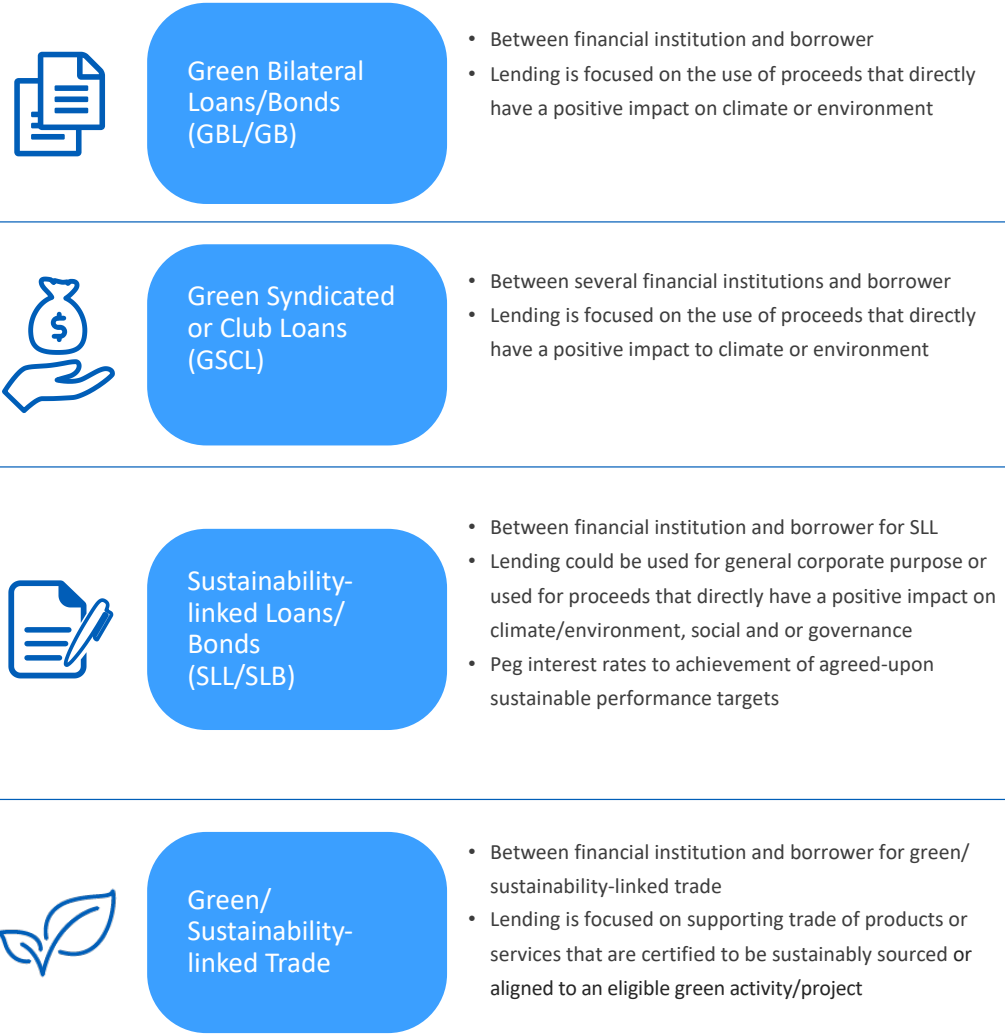 Green Bilateral
Loans/Bonds
(GBL/GB)
• Between financial institution and borrower
• Lending is focused on the use of proceeds that directly
have a positive impact on climate or environment
$
Green Syndicated
or Club Loans
(GSCL)
• Between several financial institutions and borrower
• Lending is focused on the use of proceeds that directly
have a positive impact to climate or environment
Sustainability-
linked Loans/
Bonds
(SLL/SLB)
• Between financial institution and borrower for SLL
• Lending could be used for general corporate purpose or
used for proceeds that directly have a positive impact on
climate/environment, social and or governance
• Peg interest rates to achievement of agreed-upon
sustainable performance targets
Green/
Sustainability-
linked Trade
• Between financial institution and borrower for green/
sustainability-linked trade
• Lending is focused on supporting trade of products or
services that are certified to be sustainably sourced or
aligned to an eligible green activity/project